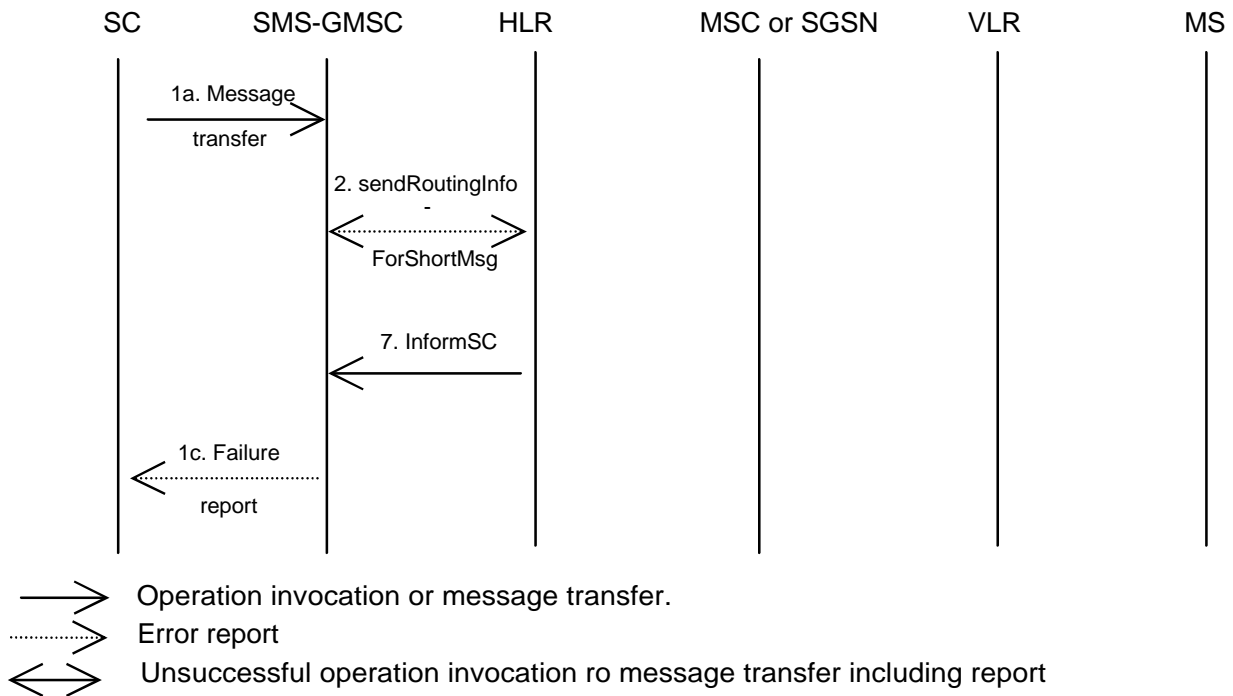 SC SMS-GMSC HLR MSC or SGSN VLR MS
1a. Message
transfer
2. sendRoutingInfo
-
ForShortMsg
7. InformSC
1c. Failure
report
Operation invocation or message transfer.
Error report
Unsuccessful operation invocation ro message transfer including report